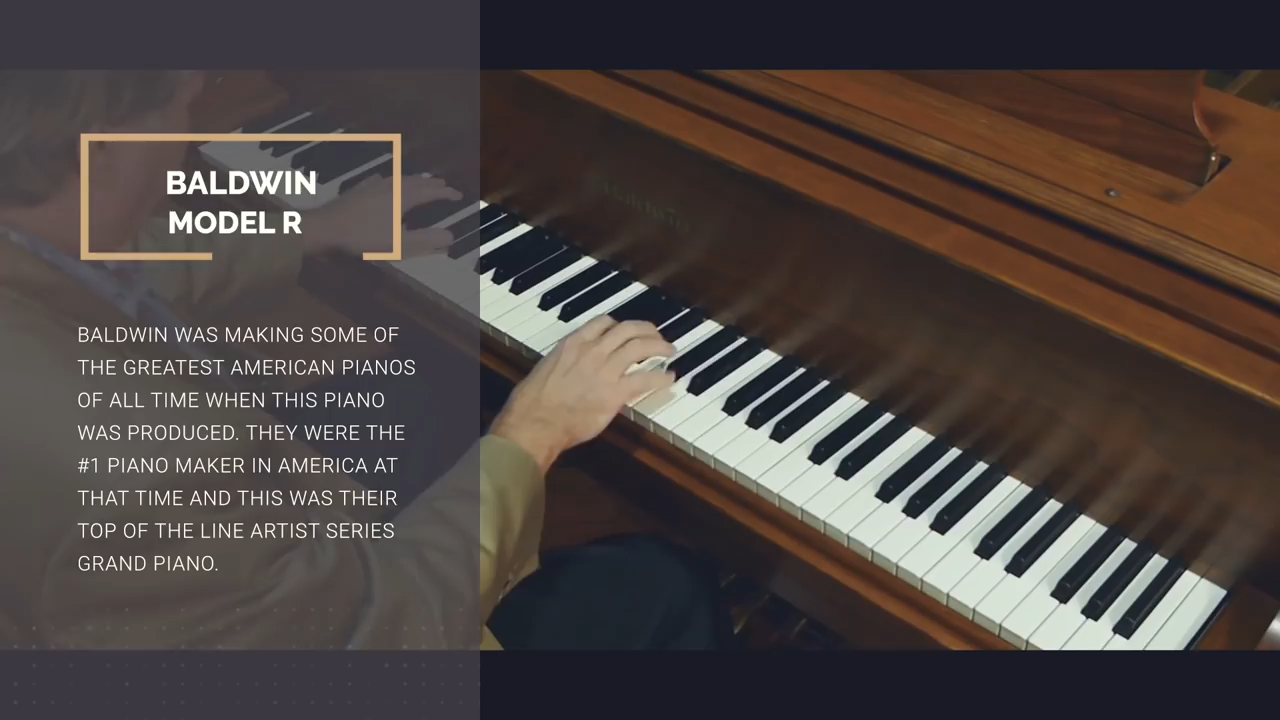 BALDWIN
MODEL R
BALDWIN WAS MAKING SOME OF
THE GREATEST AMERICAN PIANOS
OF ALL TIME WHEN THIS PIANO
WAS PRODUCED. THEY WERE THE
#1 PIANO MAKER IN AMERICA AT
THAT TIME AND THIS WAS THEIR
TOP OF THE LINE ARTIST SERIES
GRAND PIANO.